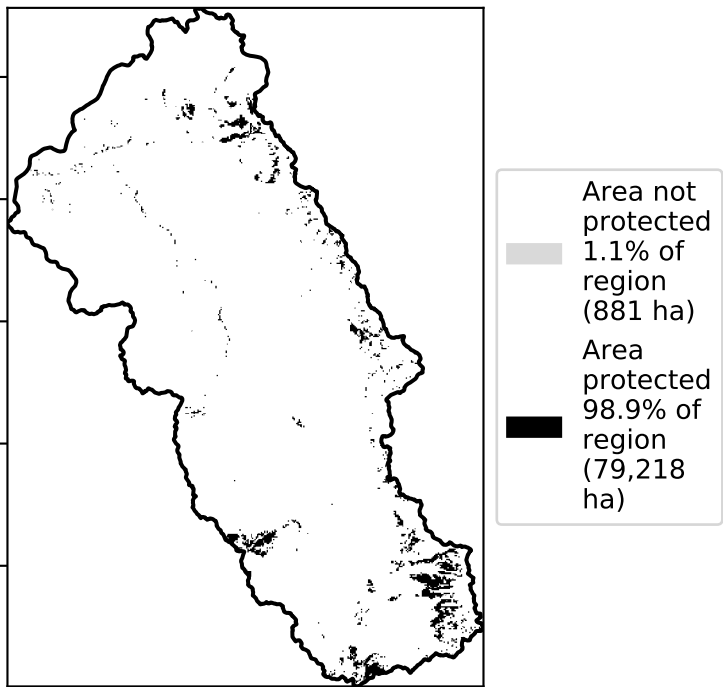 Area not
protected
1.1% of
region
(881 ha)
Area
protected
98.9% of
region
(79,218
ha)